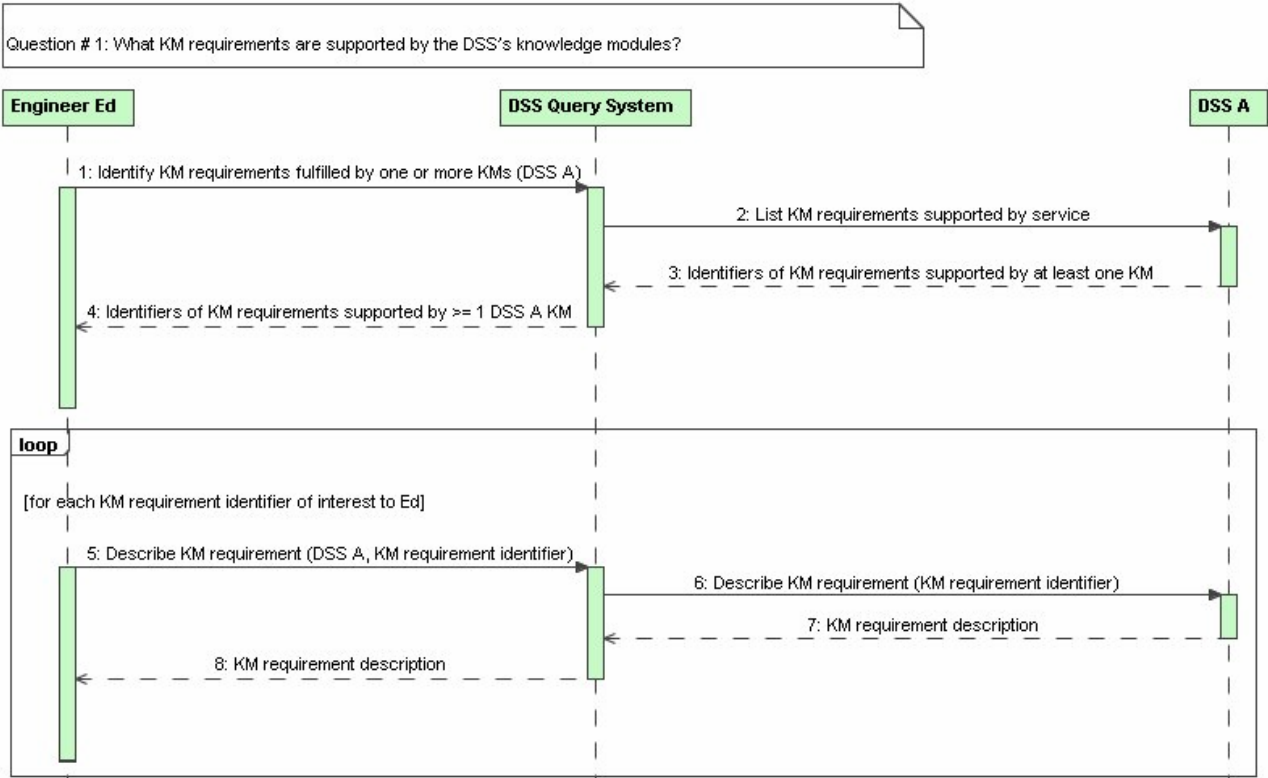 Question # 1: What KM requirements are supported by the DSS's knowledge modules?
Engineer Ed
DSS Query System
DSS A
1: Identify KM requirements fulfilled by one or more KMs (DSS A)
2: List KM requirements supported by service
3: Identifiers of KM requirements supported by at least one KM
4: Identifiers of KM requirements supported by >= 1 DSS A KM
loop
[for each KM requirement identifier of interest to Ed]
5: Describe KM requirement (DSS A, KM requirement identifier)
6: Describe KM requirement (KM requirement identifier)
7: KM requirement description
8: KM requirement description